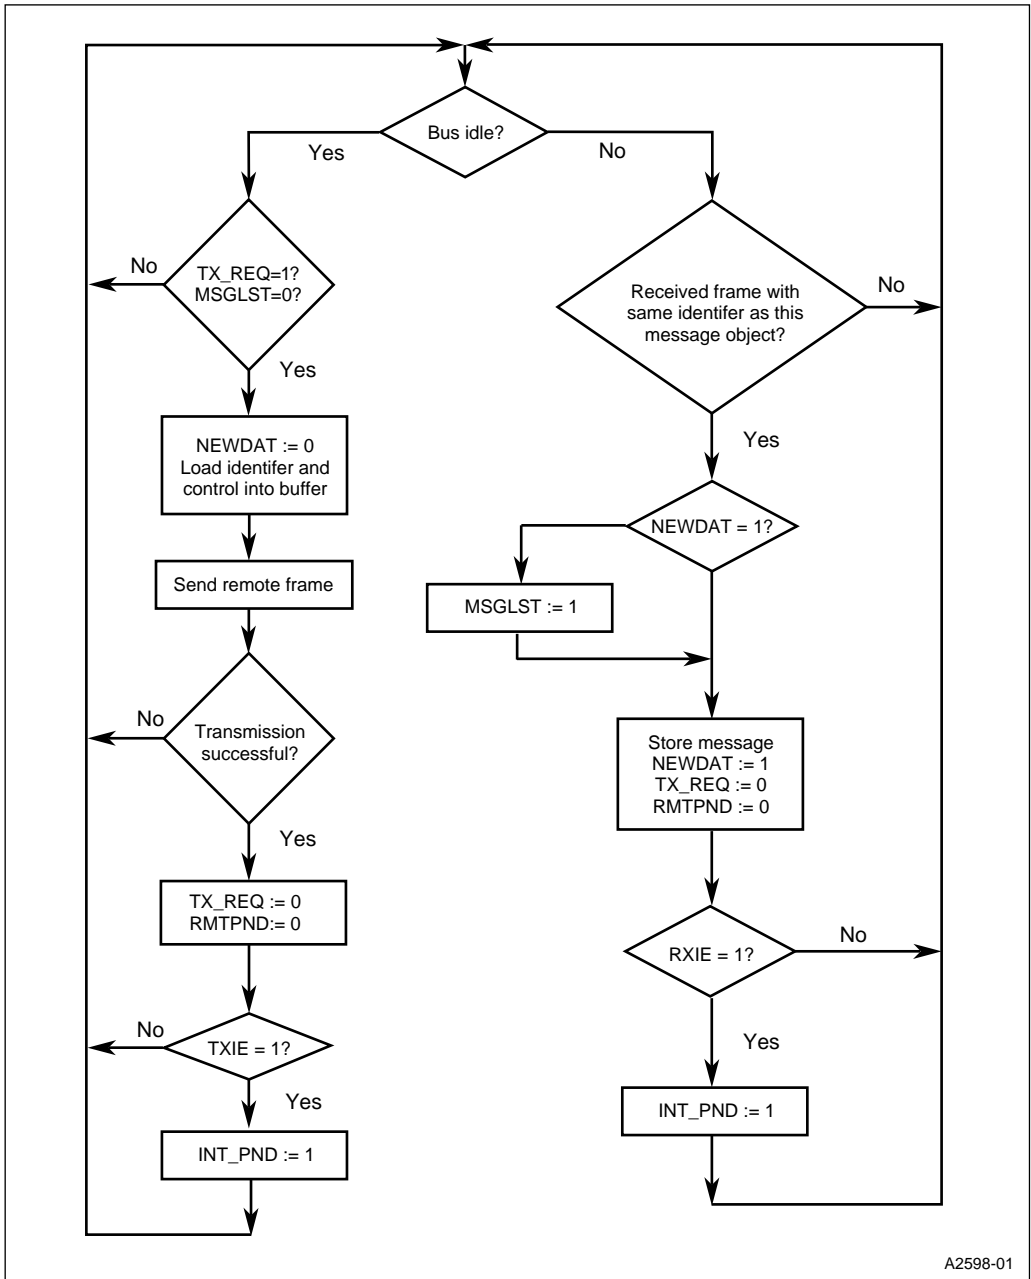 Bus idle?
Yes
No
No
TX_REQ=1?
MSGLST=0?
Yes
NEWDAT := 0
Load identifer and
control into buffer
Send remote frame
No
Transmission
successful?
Yes
TX_REQ := 0
RMTPND:= 0
No
TXIE = 1?
Yes
INT_PND := 1
Received frame with
same identifer as this
message object?
No
Yes
NEWDAT = 1?
MSGLST := 1
Store message
NEWDAT := 1
TX_REQ := 0
RMTPND := 0
RXIE = 1?
No
Yes
INT_PND := 1
A2598-01